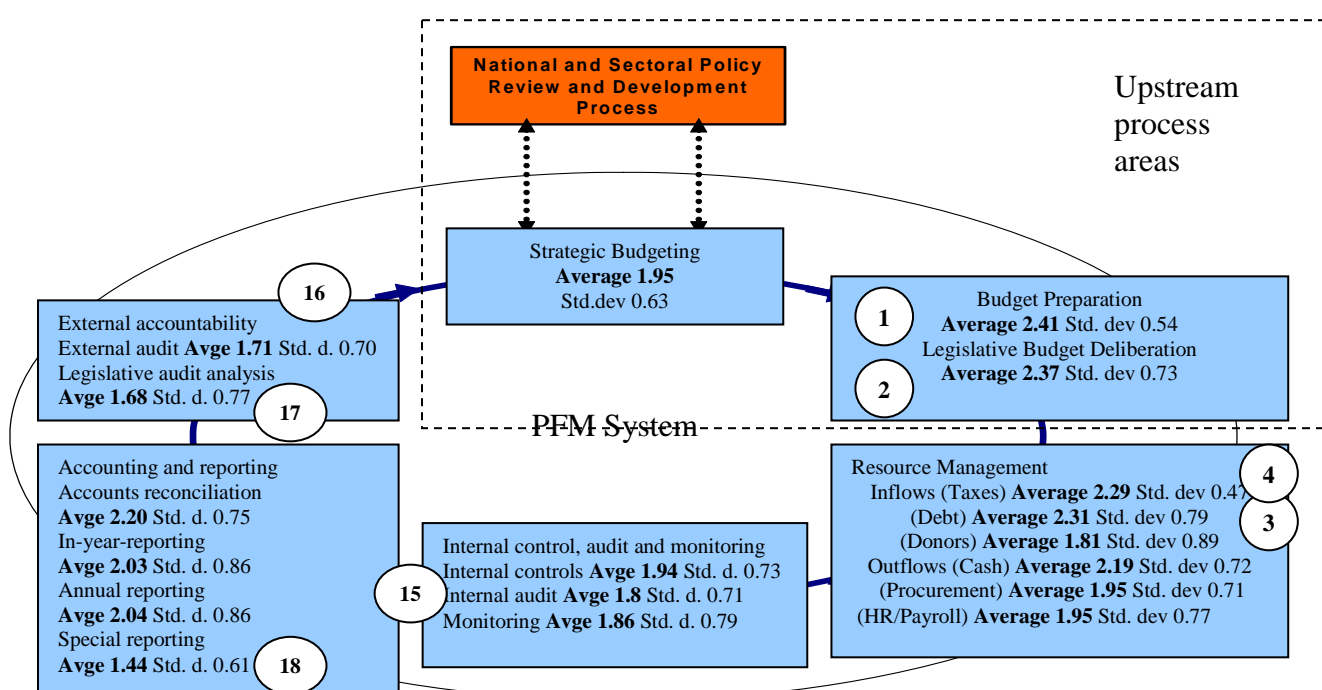 National and Sectoral Policy
Review and Development
Process
Upstream
process
areas
Strategic Budgeting
Average 1.95
Std.dev 0.63
16
External accountability
External audit Avge 1.71 Std. d. 0.70
Legislative audit analysis
Avge 1.68 Std. d. 0.77
17
1
Budget Preparation
Average 2.41 Std. dev 0.54
Legislative Budget Deliberation
Average 2.37 Std. dev 0.73
2
PFM System
Accounting and reporting
Accounts reconciliation
Avge 2.20 Std. d. 0.75
In-year-reporting
Avge 2.03 Std. d. 0.86
Annual reporting
Avge 2.04 Std. d. 0.86
Special reporting
Avge 1.44 Std. d. 0.61
18
15
Internal control, audit and monitoring
Internal controls Avge 1.94 Std. d. 0.73
Internal audit Avge 1.8 Std. d. 0.71
Monitoring Avge 1.86 Std. d. 0.79
Resource Management
4
Inflows (Taxes) Average 2.29 Std. dev 0.47
(Debt) Average 2.31 Std. dev 0.79
3
(Donors) Average 1.81 Std. dev 0.89
Outflows (Cash) Average 2.19 Std. dev 0.72
(Procurement) Average 1.95 Std. dev 0.71
(HR/Payroll) Average 1.95 Std. dev 0.77